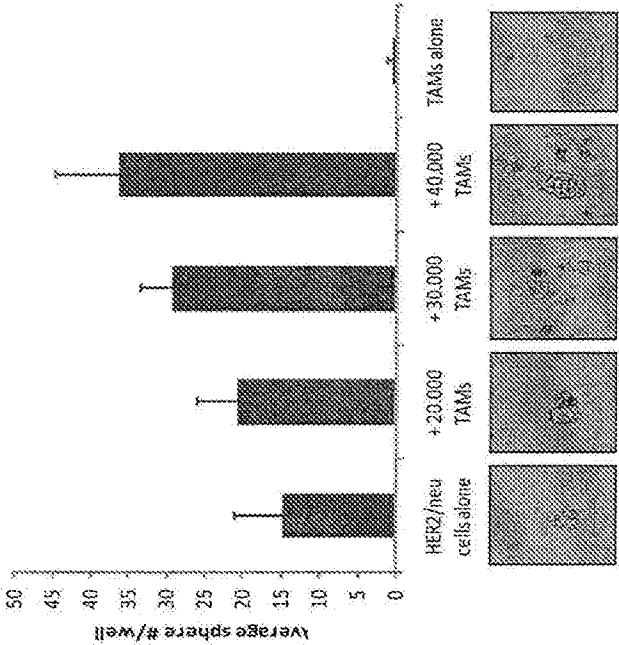 Average sphere #/well
50
45
40
35
30
25
20
15
10
5
0
HER2/neu
cells alone
+ 20.000
TAMs
+ 30.000
TAMs
+ 40.000
TAMs
TAMs alone